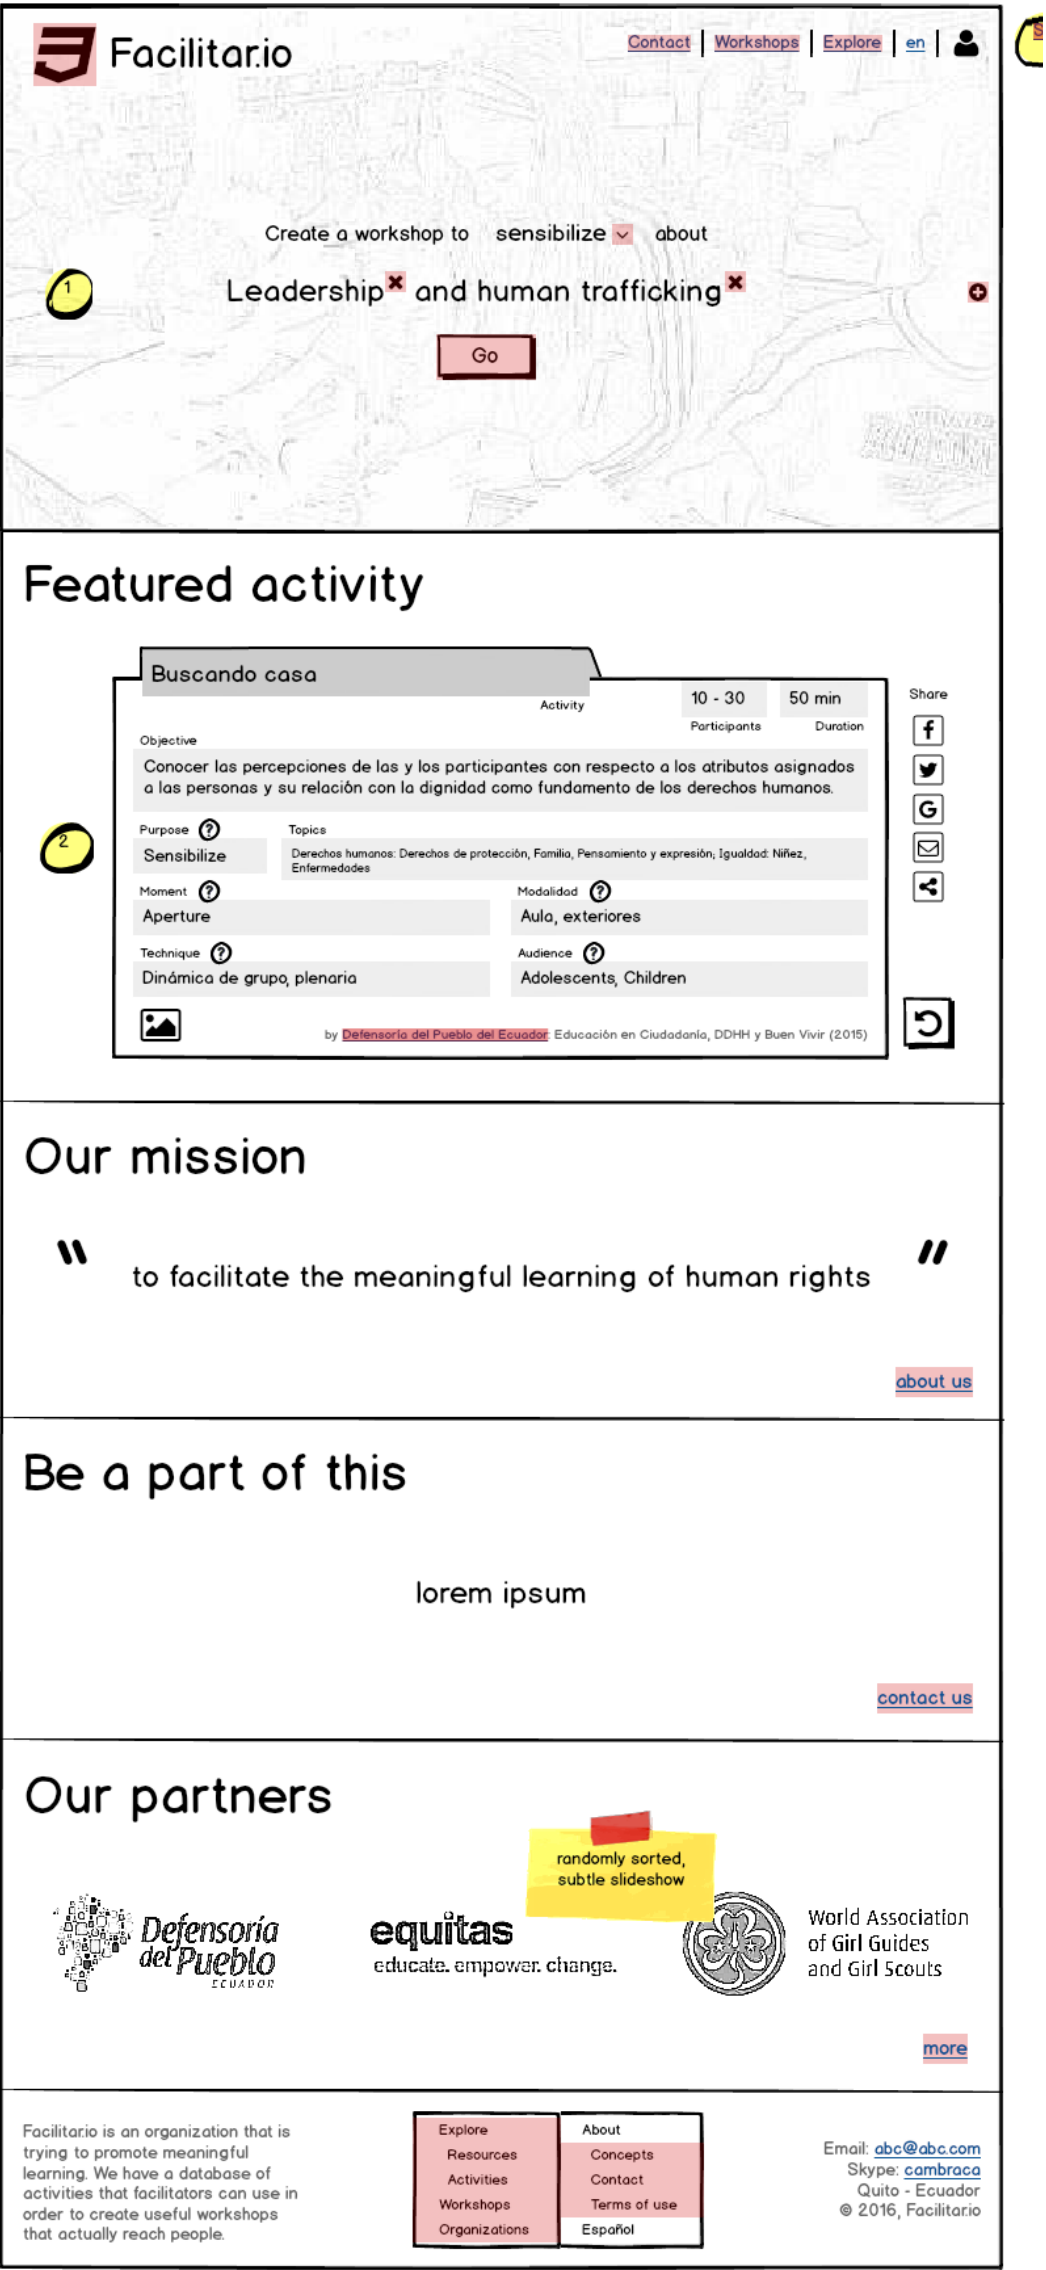 Facilitar.io
Contact | Workshops | Explore | en |
Create a workshop to sensibilize about
1
Leadership and human trafficking
Go
Featured activity
Buscando casa
Activity
10 - 30
Participants
50 min
Duration
Share
Objective
Conocer las percepciones de las y los participantes con respecto a los atributos asignados
a las personas y su relación con la dignidad como fundamento de los derechos humanos.
2
Purpose ?
Sensibilize
Topics
Derechos humanos: Derechos de protección, Familia, Pensamiento y expresión; Igualdad: Niñez,
Enfermedades
Moment ?
Aperture
Modalidad ?
Aula, exteriores
Technique ?
Dinámica de grupo, plenaria
Audience ?
Adolescents, Children
by Defensoría del Pueblo del Ecuador: Educación en Ciudadanía, DDHH y Buen Vivir (2015)
Our mission
" to facilitate the meaningful learning of human rights "
about us
Be a part of this
lorem ipsum
contact us
Our partners
randomly sorted,
subtle slideshow
Defensoría
del Pueblo
ECUADOR
equitas
educate. empower. change.
World Association
of Girl Guides
and Girl Scouts
more
Facilitar.io is an organization that is
trying to promote meaningful
learning. We have a database of
activities that facilitators can use in
order to create useful workshops
that actually reach people.
Explore
Resources
Activities
Workshops
Organizations
About
Concepts
Contact
Terms of use
Español
Email: abc@abc.com
Skype: cambraca
Quito - Ecuador
© 2016, Facilitar.io